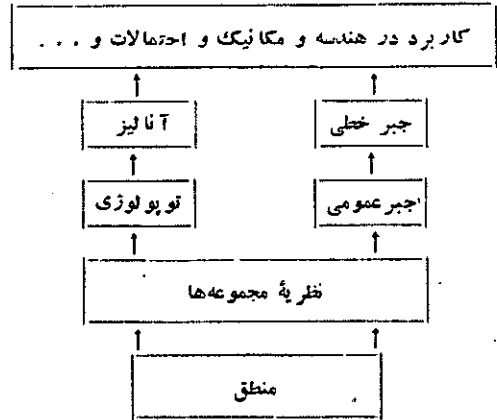 کاربرد در هندسه و مکانیک و احتمالات و ...
جبر خطی
آنالیز
جبر عمومی
توپولوژی
نظریهٔ مجموعه‌ها
منطق